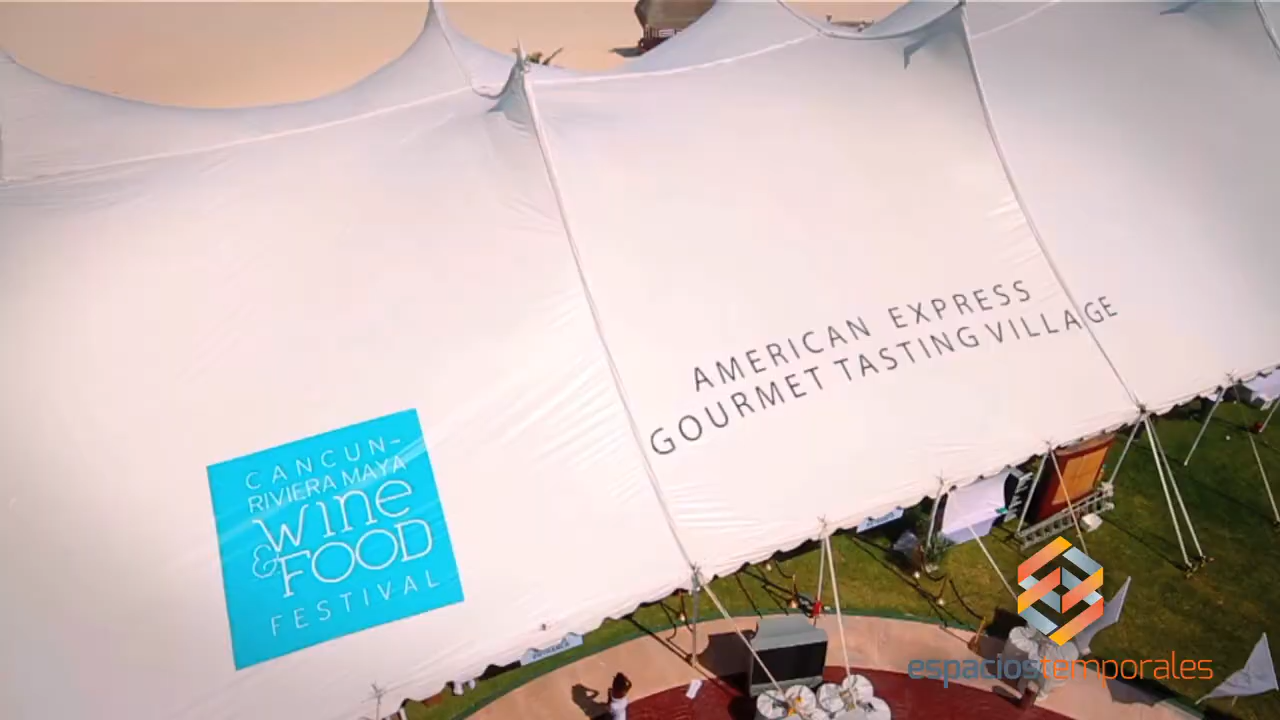 AMERICAN EXPRESS
GOURMET TASTING VILLAGE
CANCUN-
RIVIERA MAYA
wine
& FOOD
FESTIVAL
espaciostemporales